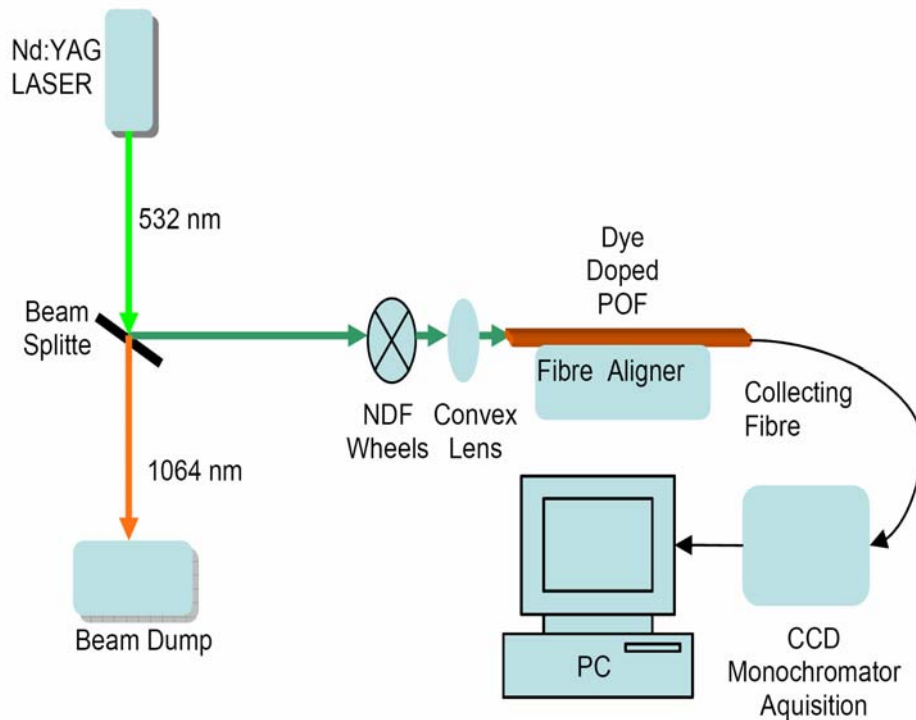 Nd:YAG
LASER
532 nm
Beam
Splitte
1064 nm
Beam Dump
NDF
Wheels
Convex
Lens
Dye
Doped
POF
Fibre Aligner
Collecting
Fibre
PC
CCD
Monochromator
Aquisition